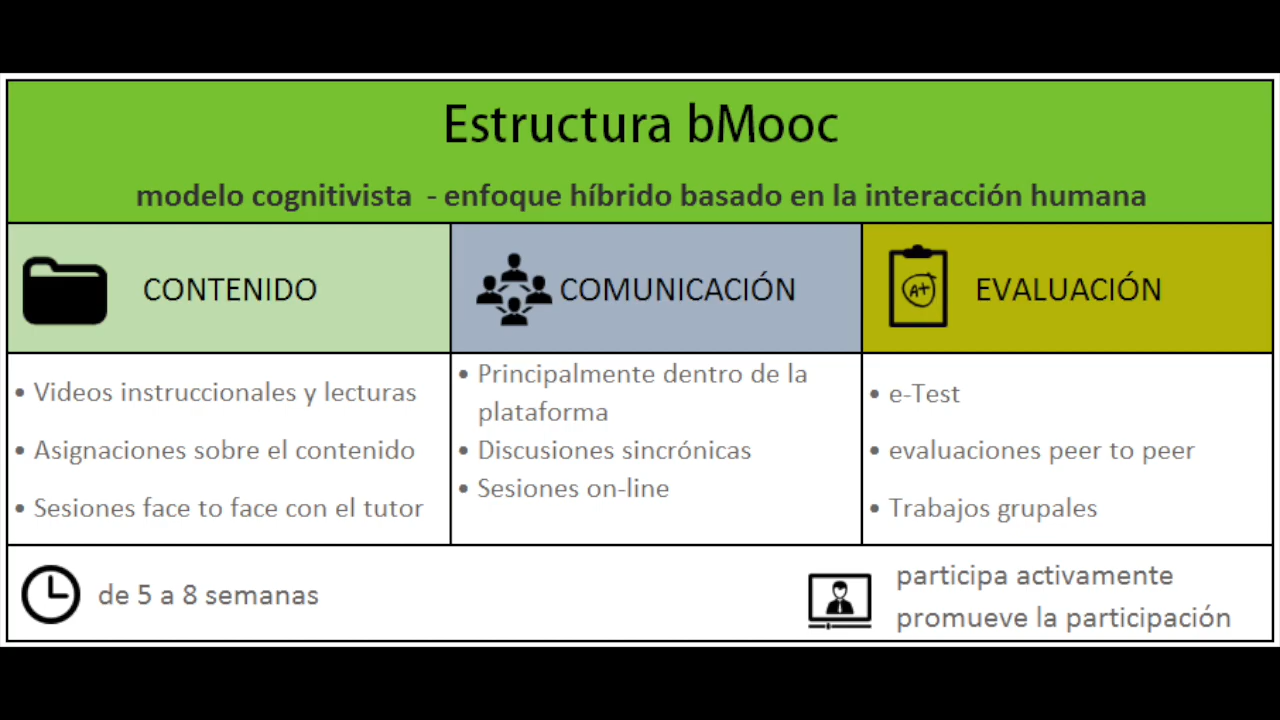 Estructura bMooc
modelo cognitivista - enfoque híbrido basado en la interacción humana
CONTENIDO
COMUNICACIÓN
EVALUACIÓN
A+
• Videos instruccionales y lecturas
• Asignaciones sobre el contenido
• Sesiones face to face con el tutor
• Principalmente dentro de la
plataforma
• Discusiones sincrónicas
• Sesiones on-line
• e-Test
• evaluaciones peer to peer
• Trabajos grupales
de 5 a 8 semanas
participa activamente
promueve la participación